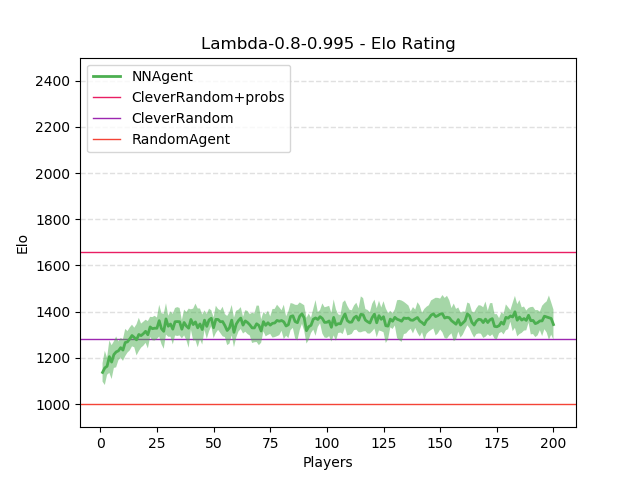 Lambda-0.8-0.995 - Elo Rating
NNAgent
CleverRandom+probs
CleverRandom
RandomAgent
Elo
2400
2200
2000
1800
1600
1400
1200
1000
0 25 50 75 100 125 150 175 200
Players